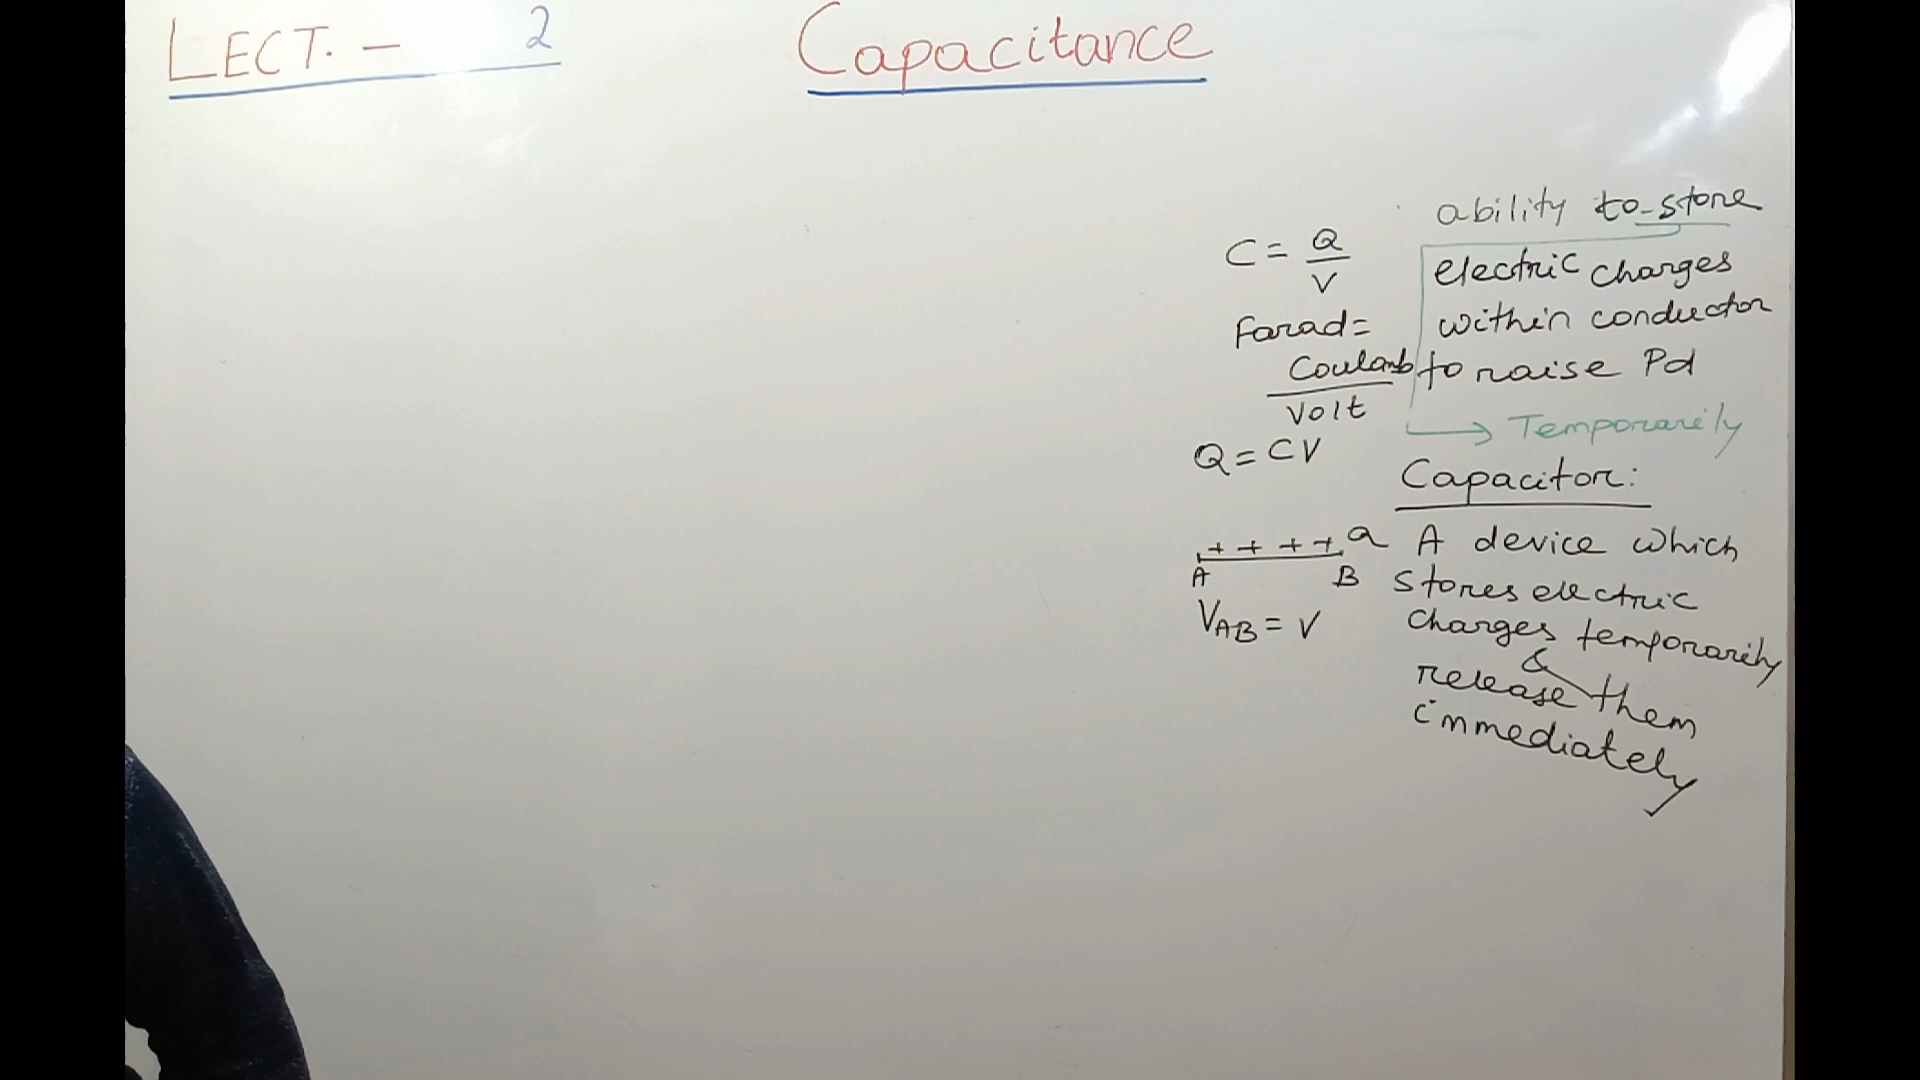 LECT. - 2
Capacitance
ability to store
electric charges
within conductor
to raise Pd
Temporarily
C = Q/V
Farad =
Coulomb
Volt
Q = CV
Capacitor:
A device which
stores electric
charges temporarily
&
release them
immediately
+ + + + Q
A B
VAB = V